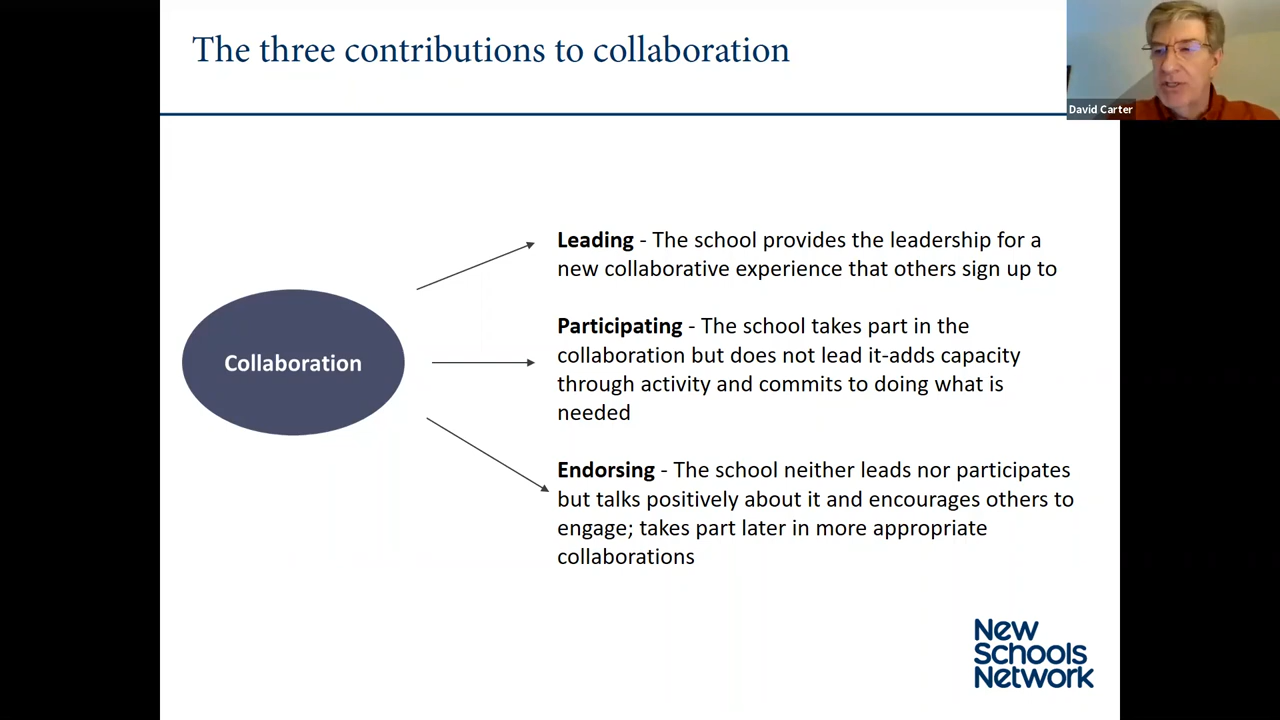 The three contributions to collaboration
David Carter
Collaboration
Leading - The school provides the leadership for a
new collaborative experience that others sign up to
Participating - The school takes part in the
collaboration but does not lead it-adds capacity
through activity and commits to doing what is
needed
Endorsing - The school neither leads nor participates
but talks positively about it and encourages others to
engage; takes part later in more appropriate
collaborations
New
Schools
Network